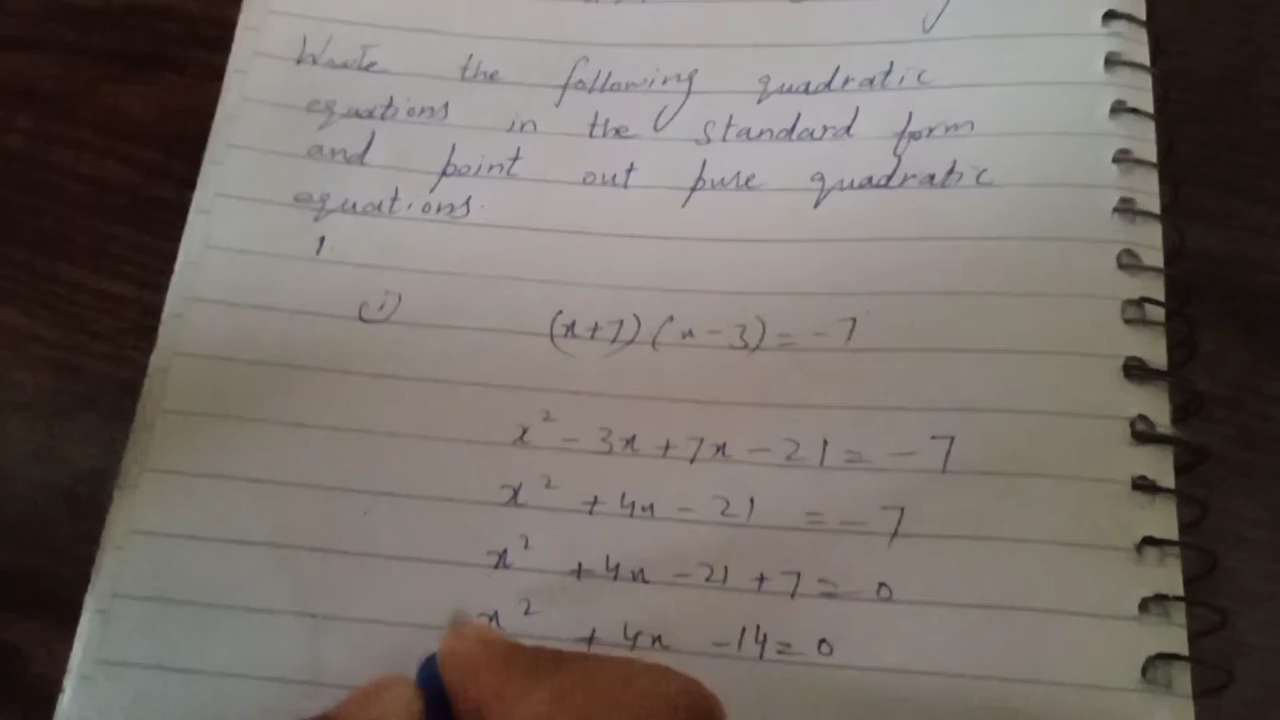 Write the following quadratic
equations in the standard form
and point out pure quadratic
equations.
1.
(i) (x+7)(x-3)=-7
x² - 3x + 7x - 21 = -7
x² + 4x - 21 = -7
x² + 4x - 21 + 7 = 0
x² + 4x - 14 = 0